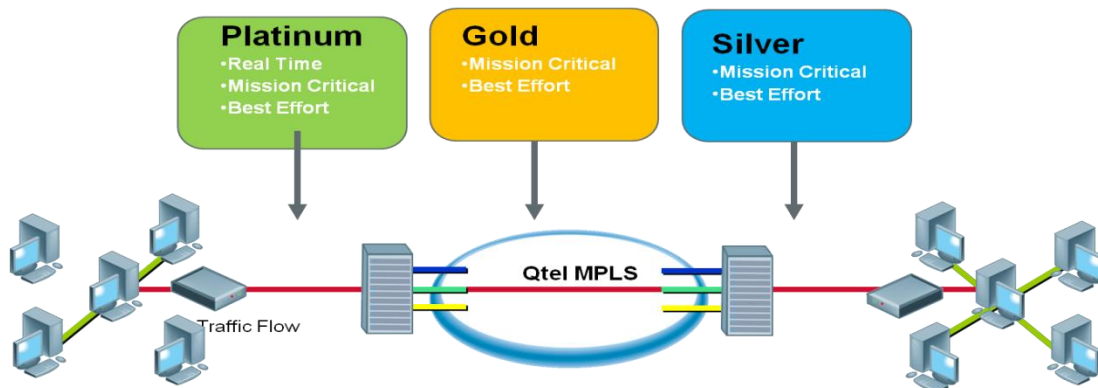 Platinum
•Real Time
•Mission Critical
•Best Effort
Gold
•Mission Critical
•Best Effort
Silver
•Mission Critical
•Best Effort
Qtel MPLS
Traffic Flow